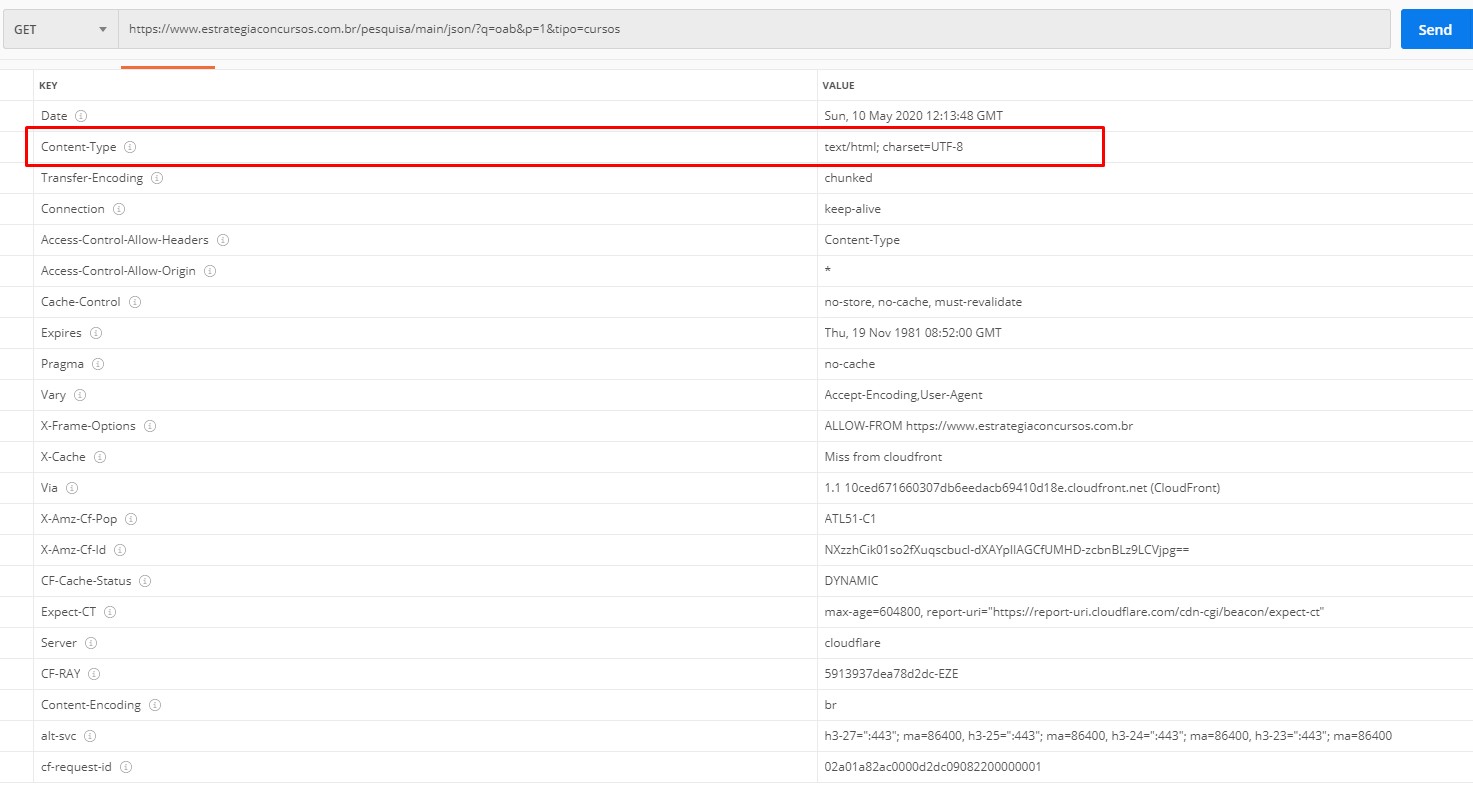 GET https://www.estrategiaconcursos.com.br/pesquisa/main/json/?q=oab&p=1&tipo=cursos Send
KEY VALUE
Date Sun, 10 May 2020 12:13:48 GMT
Content-Type text/html; charset=UTF-8
Transfer-Encoding chunked
Connection keep-alive
Access-Control-Allow-Headers Content-Type
Access-Control-Allow-Origin *
Cache-Control no-store, no-cache, must-revalidate
Expires Thu, 19 Nov 1981 08:52:00 GMT
Pragma no-cache
Vary Accept-Encoding,User-Agent
X-Frame-Options ALLOW-FROM https://www.estrategiaconcursos.com.br
X-Cache Miss from cloudfront
Via 1.1 10ced671660307db6eedacb69410d18e.cloudfront.net (CloudFront)
X-Amz-Cf-Pop ATL51-C1
X-Amz-Cf-Id
CF-Cache-Status DYNAMIC
Expect-CT max-age=604800, report-uri="https://report-uri.cloudflare.com/cdn-cgi/beacon/expect-ct"
Server cloudflare
CF-RAY 5913937dea78d2dc-EZE
Content-Encoding br
alt-svc h3-27=":443"; ma=86400, h3-25=":443"; ma=86400, h3-24=":443"; ma=86400, h3-23=":443"; ma=86400
cf-request-id 02a01a82ac0000d2dc09082200000001